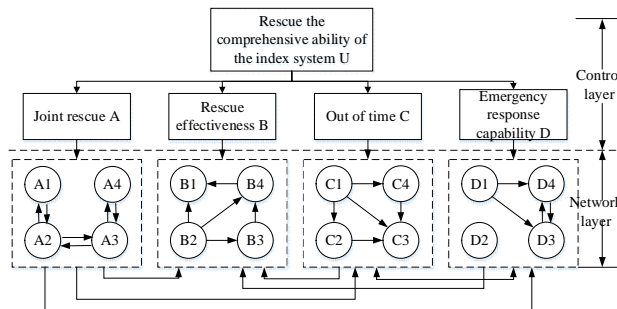 Rescue the
comprehensive ability of
the index system U
Control
layer
Joint rescue A
Rescue
effectiveness B
Out of time C
Emergency
response
capability D
A1
A4
B1
B4
C1
C4
D1
D4
Network
layer
A2
A3
B2
B3
C2
C3
D2
D3